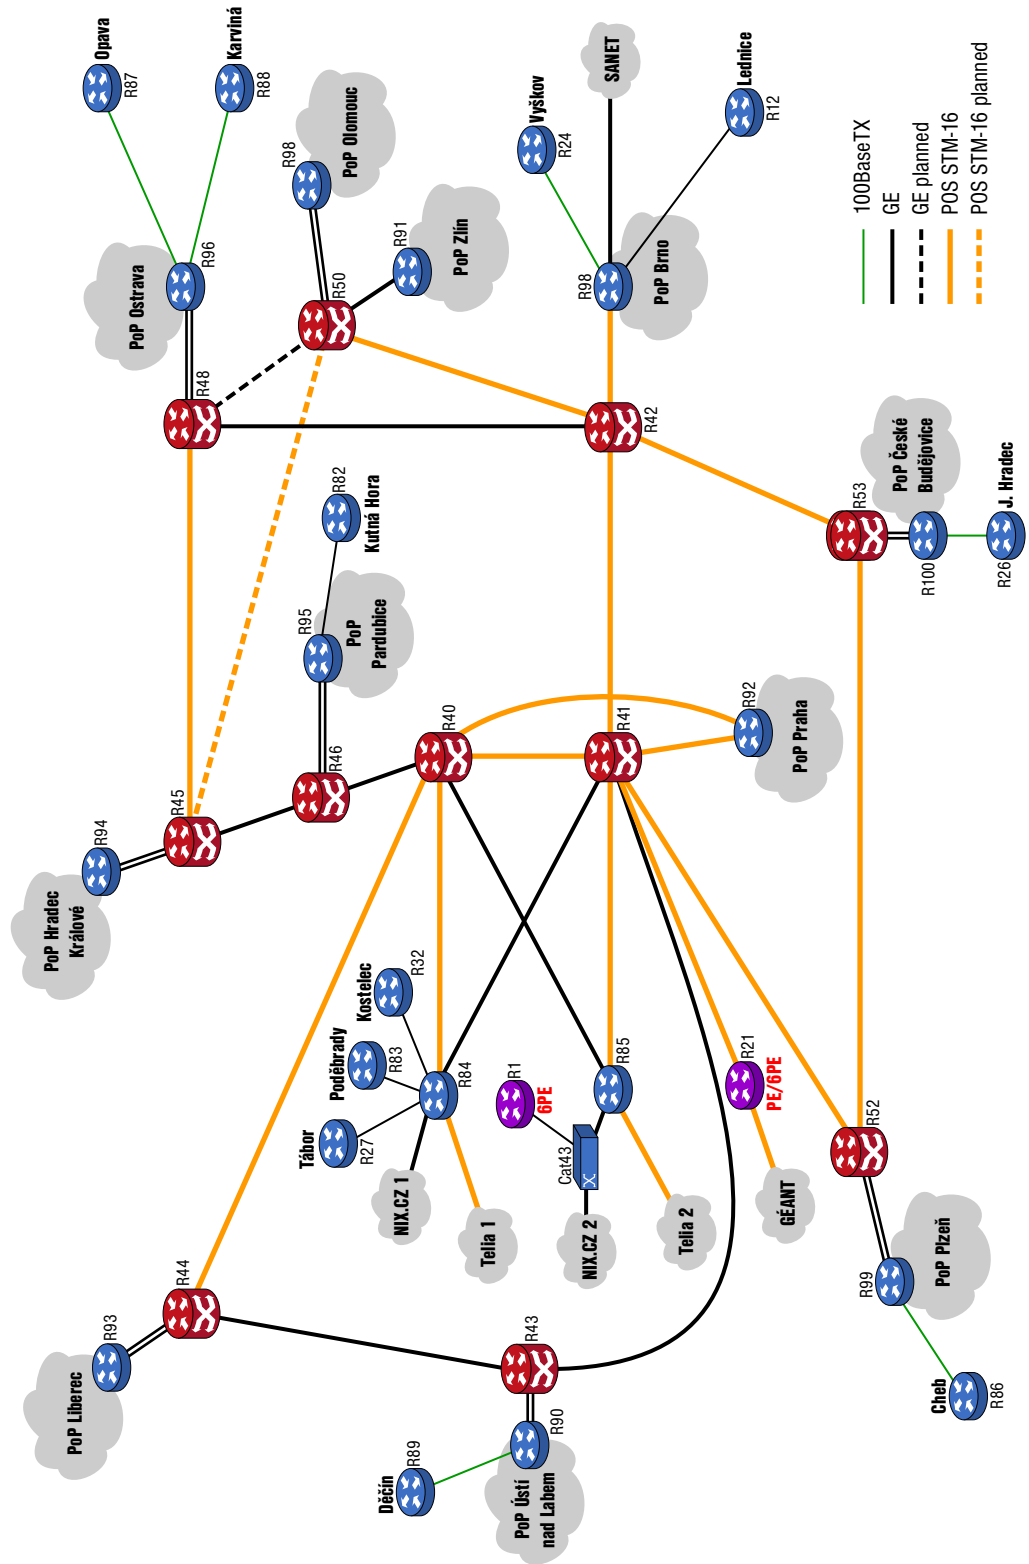 PoP Liberec
R93
R44
Děčín
R89
PoP Ústí
nad Labem
R90
R43
PoP Hradec
Králové
R94
R45
R46
R95
PoP
Pardubice
R82
Kutná Hora
PoP Ostrava
R96
R48
Opava
R87
Karviná
R88
R98
PoP Olomouc
R50
R91
PoP Zlín
Tábor
R27
Poděbrady
R83
Kostelec
R32
R84
NIX.CZ 1
Telia 1
R40
R1
6PE
Cat43
NIX.CZ 2
R85
Telia 2
R41
R92
PoP Praha
R21
PE/6PE
GÉANT
R42
R98
PoP Brno
Vyškov
R24
SANET
Lednice
R12
R52
R99
PoP Plzeň
Cheb
R86
R53
PoP České
Budějovice
R100
J. Hradec
R26
100BaseTX
GE
GE planned
POS STM-16
POS STM-16 planned